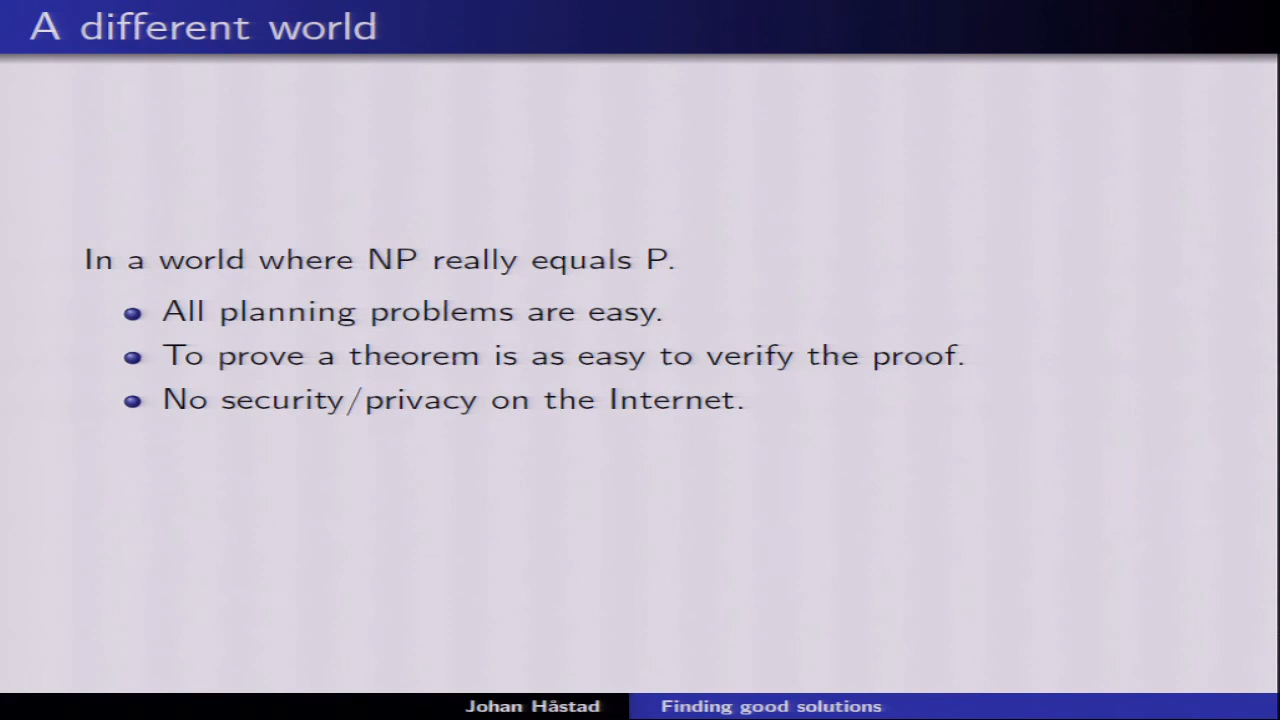 A different world
In a world where NP really equals P.
All planning problems are easy.
To prove a theorem is as easy to verify the proof.
No security/privacy on the Internet.
Johan Håstad
Finding good solutions